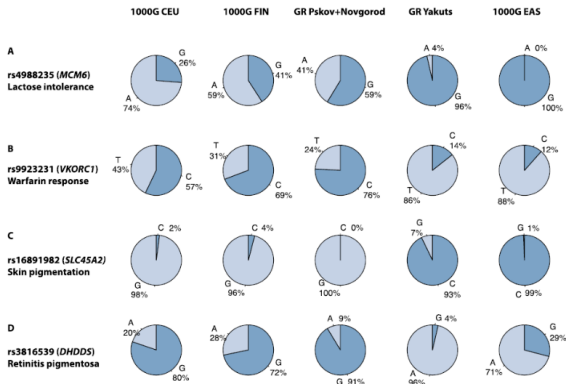 1000G CEU 1000G FIN GR Pskov+Novgorod GR Yakuts 1000G EAS
A
rs4988235 (MCM6)
Lactose intolerance
G
26%
A
74%
G
41%
A
59%
A
41%
G
59%
A 4%
G
96%
A 0%
G
100%
B
rs9923231 (VKORC1)
Warfarin response
T
43%
C
57%
T
31%
C
69%
T
24%
C
76%
C
14%
T
86%
C
12%
T
88%
C
rs16891982 (SLC45A2)
Skin pigmentation
C 2%
G
98%
C 4%
G
96%
C 0%
G
100%
G
7%
C
93%
G 1%
C 99%
D
rs3816539 (DHDDS)
Retinitis pigmentosa
A
20%
G
80%
A
28%
G
72%
A 9%
G 91%
G 4%
A
96%
G
29%
A
71%